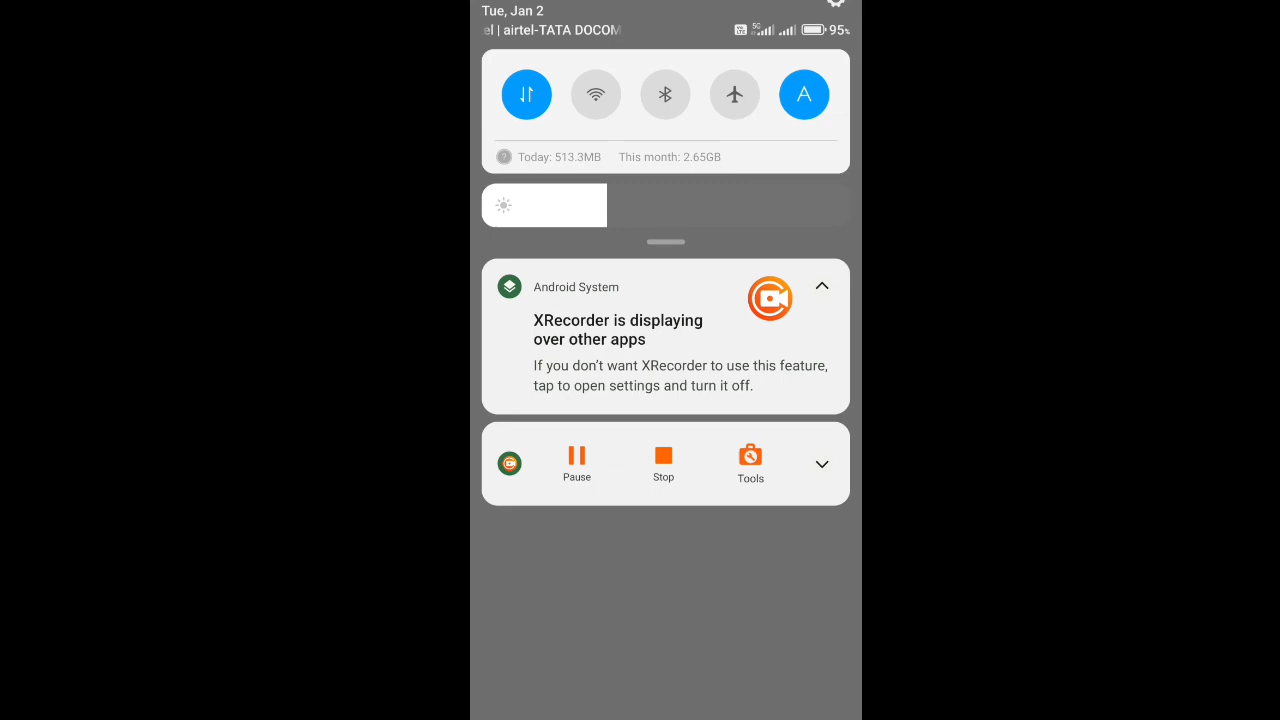 Tue, Jan 2
el | airtel-TATA DOCOM 5G 95%
Today: 513.3MB This month: 2.65GB
Android System
XRecorder is displaying
over other apps
If you don't want XRecorder to use this feature,
tap to open settings and turn it off.
Pause Stop Tools